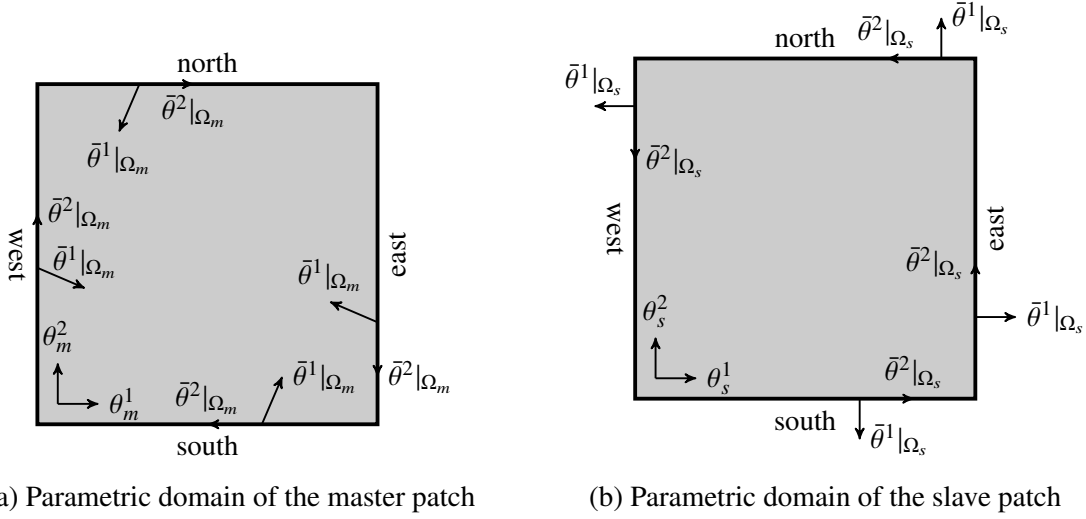 north
θ̄²|Ωₘ
θ̄¹|Ωₘ
θ̄²|Ωₘ
west
θ̄¹|Ωₘ
east
θ̄¹|Ωₘ
θ²ₘ
θ¹ₘ
θ̄¹|Ωₘ
θ̄²|Ωₘ
θ̄²|Ωₘ
south
a) Parametric domain of the master patch
θ̄¹|Ωₛ
north
θ̄²|Ωₛ
θ̄¹|Ωₛ
θ̄²|Ωₛ
west
east
θ̄²|Ωₛ
θ̄¹|Ωₛ
θ²ₛ
θ¹ₛ
θ̄²|Ωₛ
south
θ̄¹|Ωₛ
(b) Parametric domain of the slave patch